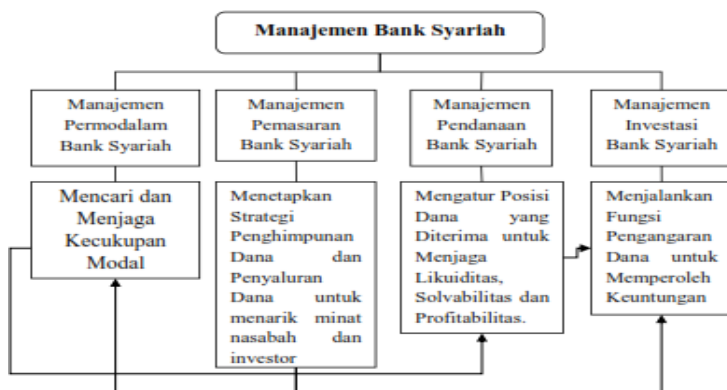 Manajemen Bank Syariah
Manajemen
Permodalam
Bank Syariah
Manajemen
Pemasaran
Bank Syariah
Manajemen
Pendanaan
Bank Syariah
Manajemen
Investasi
Bank Syariah
Mencari dan
Menjaga
Kecukupan
Modal
Menetapkan
Strategi
Penghimpunan
Dana dan
Penyaluran
Dana untuk
menarik minat
nasabah dan
investor
Mengatur Posisi
Dana yang
Diterima untuk
Menjaga
Likuiditas,
Solvabilitas dan
Profitabilitas.
Menjalankan
Fungsi
Pengangaran
Dana untuk
Memperoleh
Keuntungan